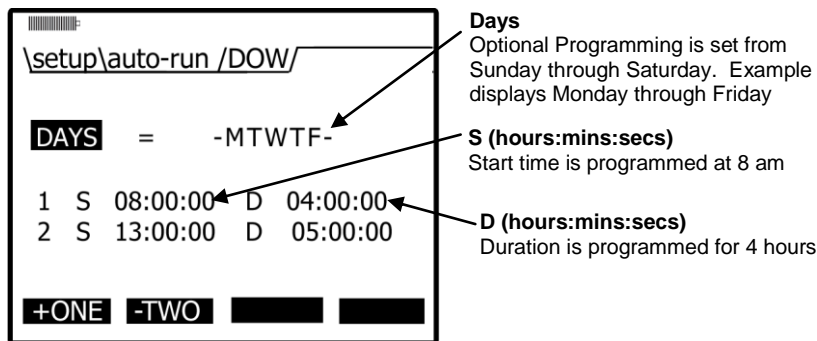 \setup\auto-run /DOW/
DAYS = -MTWTF-
1 S 08:00:00 D 04:00:00
2 S 13:00:00 D 05:00:00
+ONE -TWO
Days
Optional Programming is set from
Sunday through Saturday. Example
displays Monday through Friday
S (hours:mins:secs)
Start time is programmed at 8 am
D (hours:mins:secs)
Duration is programmed for 4 hours